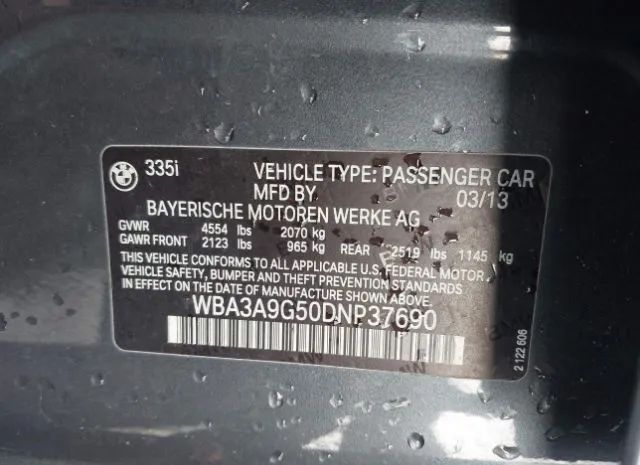 335i VEHICLE TYPE: PASSENGER CAR
MFD BY 03/13
BAYERISCHE MOTOREN WERKE AG
GVWR 4554 lbs 2070 kg
GAWR FRONT 2123 lbs 965 kg REAR 2519 lbs 1145 kg
THIS VEHICLE CONFORMS TO ALL APPLICABLE U.S. FEDERAL MOTOR
VEHICLE SAFETY, BUMPER AND THEFT PREVENTION STANDARDS
IN EFFECT ON THE DATE OF MANUFACTURE SHOWN ABOVE.
WBA3A9G50DNP37690
2 122 606